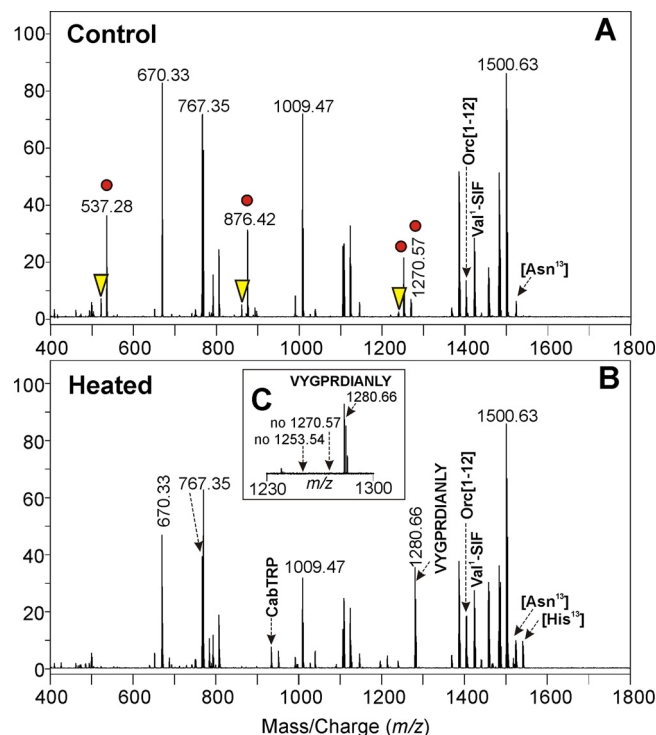 Control
A
100
80
60
40
20
0
670.33
767.35
1009.47
1500.63
537.28
876.42
1270.57
Orc[1-12]
Val¹-SIF
[Asn¹³]
400 600 800 1000 1200 1400 1600 1800
Heated
B
100
80
60
40
20
0
C
VYGPRDIANLY
1280.66
no 1270.57
no 1253.54
1230 m/z 1300
670.33
767.35
CabTRP
1009.47
1280.66
VYGPRDIANLY
Orc[1-12]
Val¹-SIF
1500.63
[Asn¹³]
[His¹³]
400 600 800 1000 1200 1400 1600 1800
Mass/Charge (m/z)